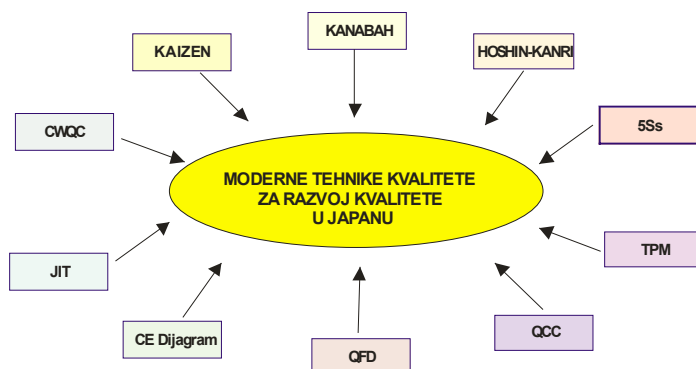 KANABAH
KAIZEN
HOSHIN-KANRI
CWQC
5Ss
MODERNE TEHNIKE KVALITETE
ZA RAZVOJ KVALITETE
U JAPANU
JIT
TPM
CE Dijagram
QFD
QCC